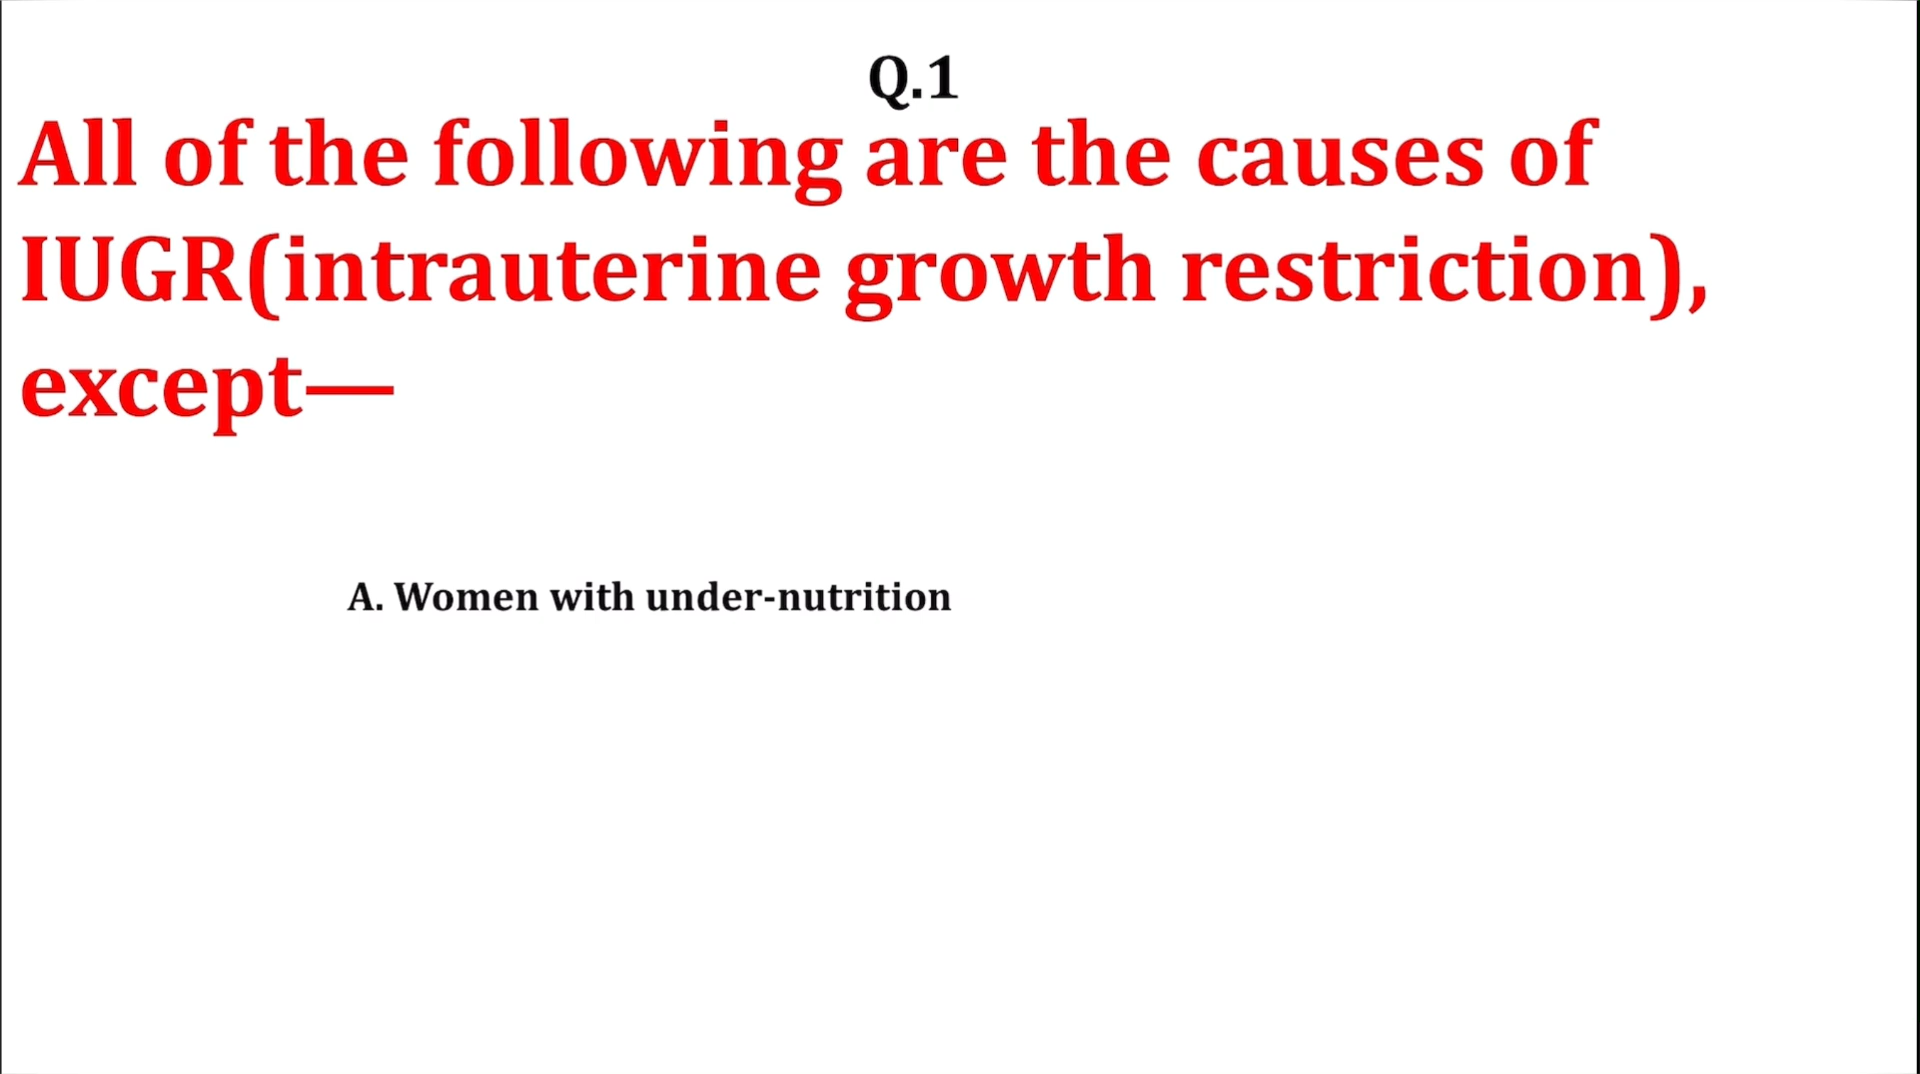 Q.1
All of the following are the causes of
IUGR(intrauterine growth restriction),
except—
A. Women with under-nutrition